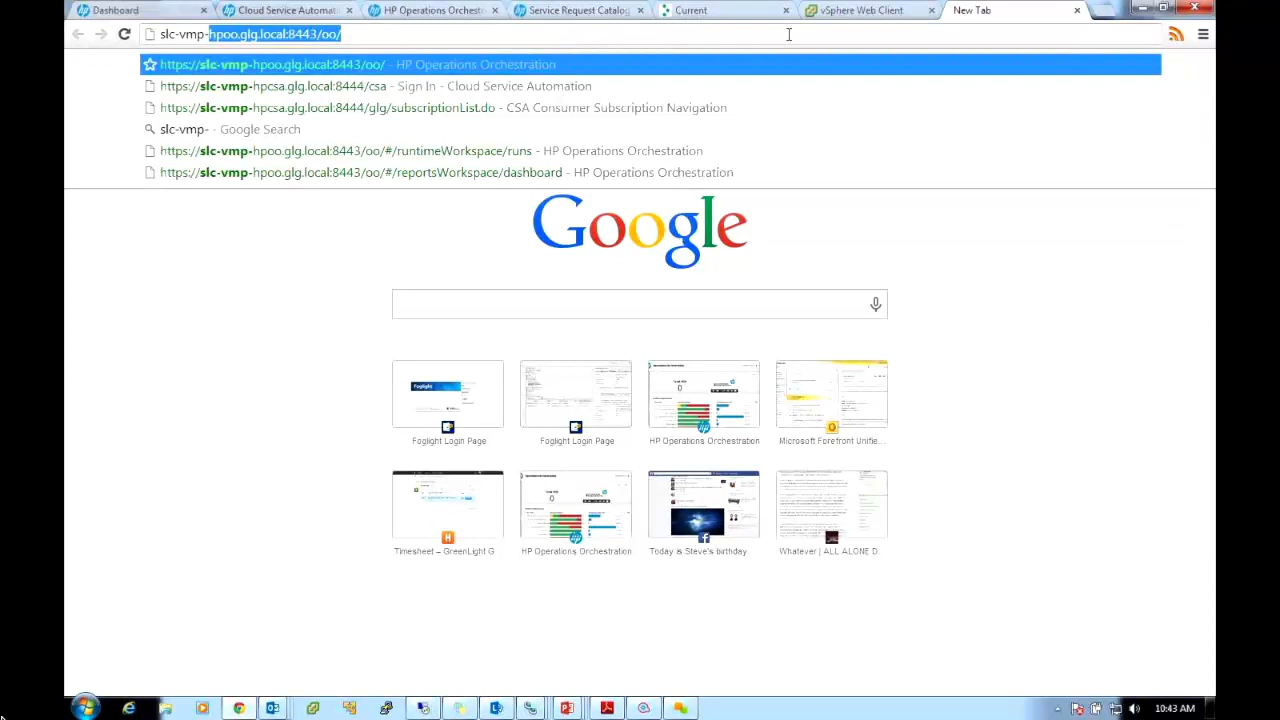 Dashboard
Cloud Service Automati
HP Operations Orchest
Service Request Catalog
Current
vSphere Web Client
New Tab
slc-vmp-hpoo.glg.local:8443/oo/
https://slc-vmp-hpoo.glg.local:8443/oo/ - HP Operations Orchestration
https://slc-vmp-hpcsa.glg.local:8444/csa - Sign In - Cloud Service Automation
https://slc-vmp-hpcsa.glg.local:8444/glg/subscriptionList.do - CSA Consumer Subscription Navigation
slc-vmp- - Google Search
https://slc-vmp-hpoo.glg.local:8443/oo/#/runtimeWorkspace/runs - HP Operations Orchestration
https://slc-vmp-hpoo.glg.local:8443/oo/#/reportsWorkspace/dashboard - HP Operations Orchestration
Google
Foglight
Foglight Login Page
Foglight Login Page
HP Operations Orchestration
Microsoft Forefront Unifie...
Timesheet – GreenLight G
HP Operations Orchestration
Today is Steve's birthday
Whatever | ALL ALONE D
10:43 AM